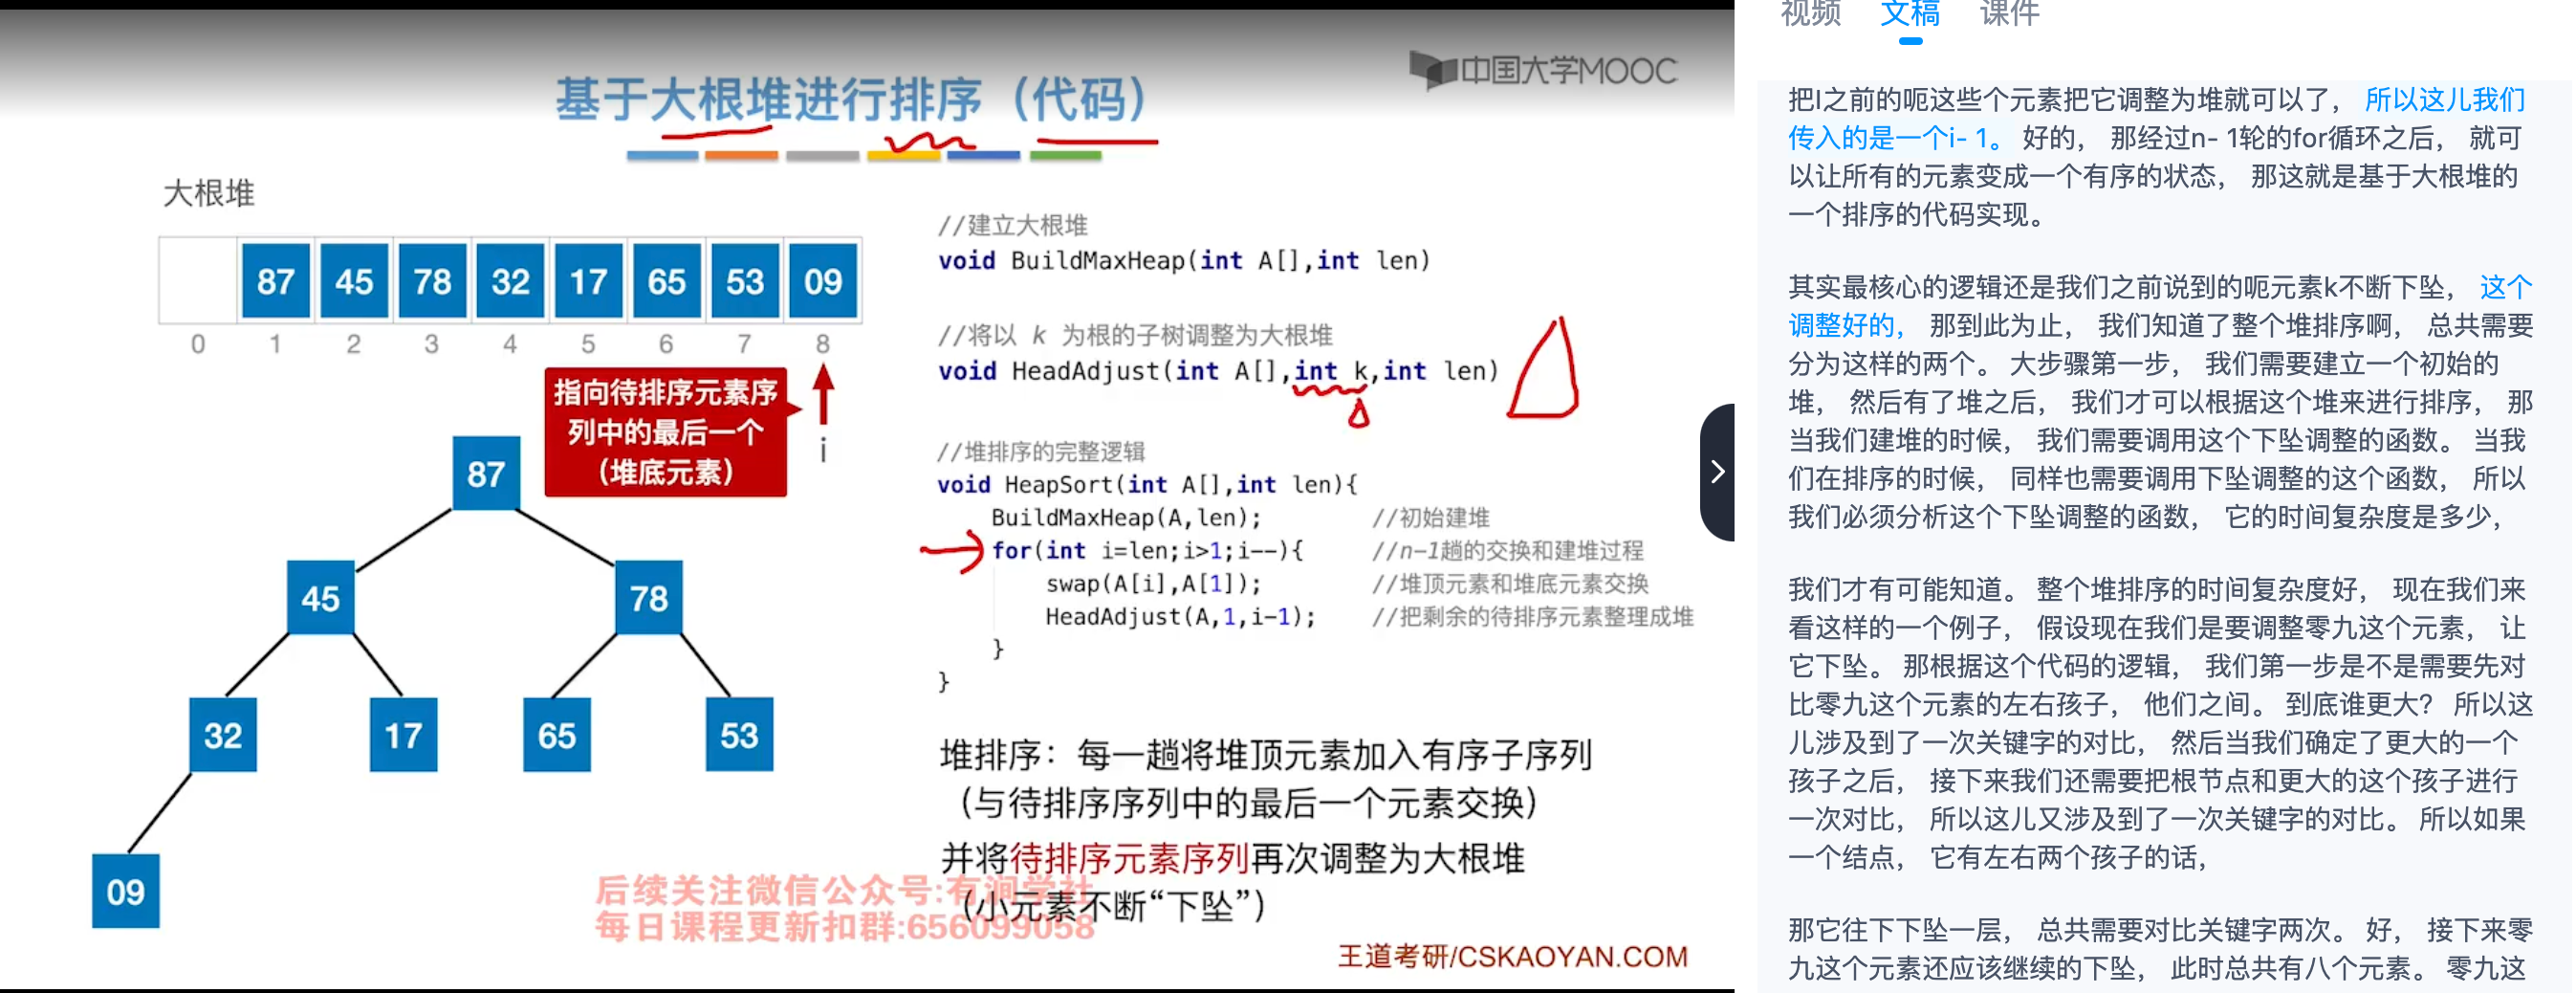 中国大学MOOC
基于大根堆进行排序（代码）
大根堆
87 45 78 32 17 65 53 09
0 1 2 3 4 5 6 7 8
指向待排序元素序
列中的最后一个
（堆底元素）
i
87
45 78
32 17 65 53
09
//建立大根堆
void BuildMaxHeap(int A[],int len)
//将以 k 为根的子树调整为大根堆
void HeadAdjust(int A[],int k,int len)
//堆排序的完整逻辑
void HeapSort(int A[],int len){
BuildMaxHeap(A,len); //初始建堆
for(int i=len;i>1;i--){ //n-1趟的交换和建堆过程
swap(A[i],A[1]); //堆顶元素和堆底元素交换
HeadAdjust(A,1,i-1); //把剩余的待排序元素整理成堆
}
}
堆排序：每一趟将堆顶元素加入有序子序列
（与待排序序列中的最后一个元素交换）
并将待排序元素序列再次调整为大根堆
（小元素不断“下坠”）
后续关注微信公众号:有涧学社
每日课程更新扣群:656099058
王道考研/CSKAOYAN.COM
视频 文稿 课件
把I之前的呃这些个元素把它调整为堆就可以了， 所以这儿我们
传入的是一个i- 1。 好的， 那经过n- 1轮的for循环之后， 就可
以让所有的元素变成一个有序的状态， 那这就是基于大根堆的
一个排序的代码实现。
其实最核心的逻辑还是我们之前说到的呃元素k不断下坠， 这个
调整好的， 那到此为止， 我们知道了整个堆排序啊， 总共需要
分为这样的两个。 大步骤第一步， 我们需要建立一个初始的
堆， 然后有了堆之后， 我们才可以根据这个堆来进行排序， 那
当我们建堆的时候， 我们需要调用这个下坠调整的函数。 当我
们在排序的时候， 同样也需要调用下坠调整的这个函数， 所以
我们必须分析这个下坠调整的函数， 它的时间复杂度是多少，
我们才有可能知道。 整个堆排序的时间复杂度好， 现在我们来
看这样的一个例子， 假设现在我们是要调整零九这个元素， 让
它下坠。 那根据这个代码的逻辑， 我们第一步是不是需要先对
比零九这个元素的左右孩子， 他们之间。 到底谁更大？ 所以这
儿涉及到了一次关键字的对比， 然后当我们确定了更大的一个
孩子之后， 接下来我们还需要把根节点和更大的这个孩子进行
一次对比， 所以这儿又涉及到了一次关键字的对比。 所以如果
一个结点， 它有左右两个孩子的话，
那它往下下坠一层， 总共需要对比关键字两次。 好， 接下来零
九这个元素还应该继续的下坠， 此时总共有八个元素。 零九这